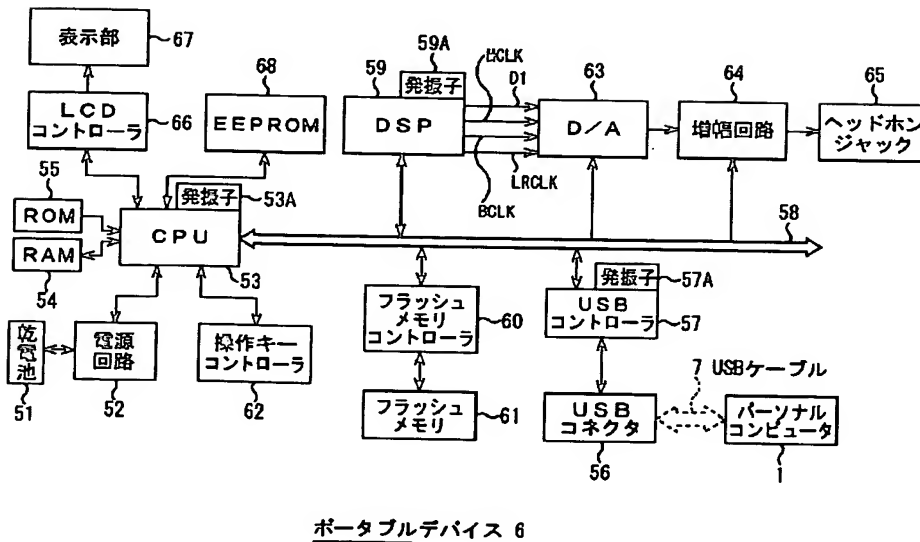 表示部
67
LCD
コントローラ
66
68
EEPROM
59
59A
発振子
DSP
MCLK
D1
BCLK
LRCLK
63
D/A
64
増幅回路
65
ヘッドホン
ジャック
55
ROM
RAM
54
発振子
53A
CPU
53
58
乾電池
51
電源
回路
52
操作キー
コントローラ
62
フラッシュ
メモリ
コントローラ
60
フラッシュ
メモリ
61
発振子
57A
USB
コントローラ
57
USB
コネクタ
56
7 USBケーブル
パーソナル
コンピュータ
1
ポータブルデバイス 6